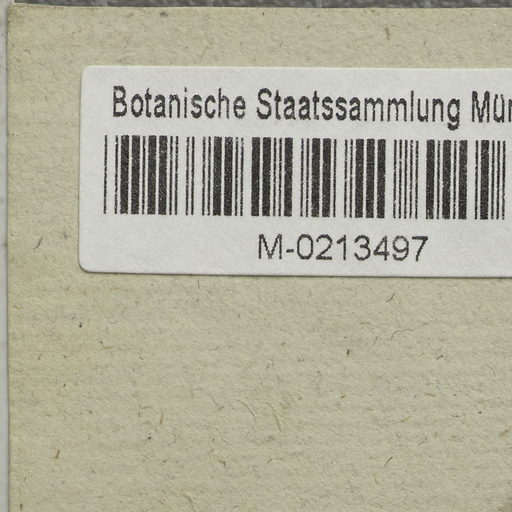 Botanische Staatssammlung Mün
M-0213497